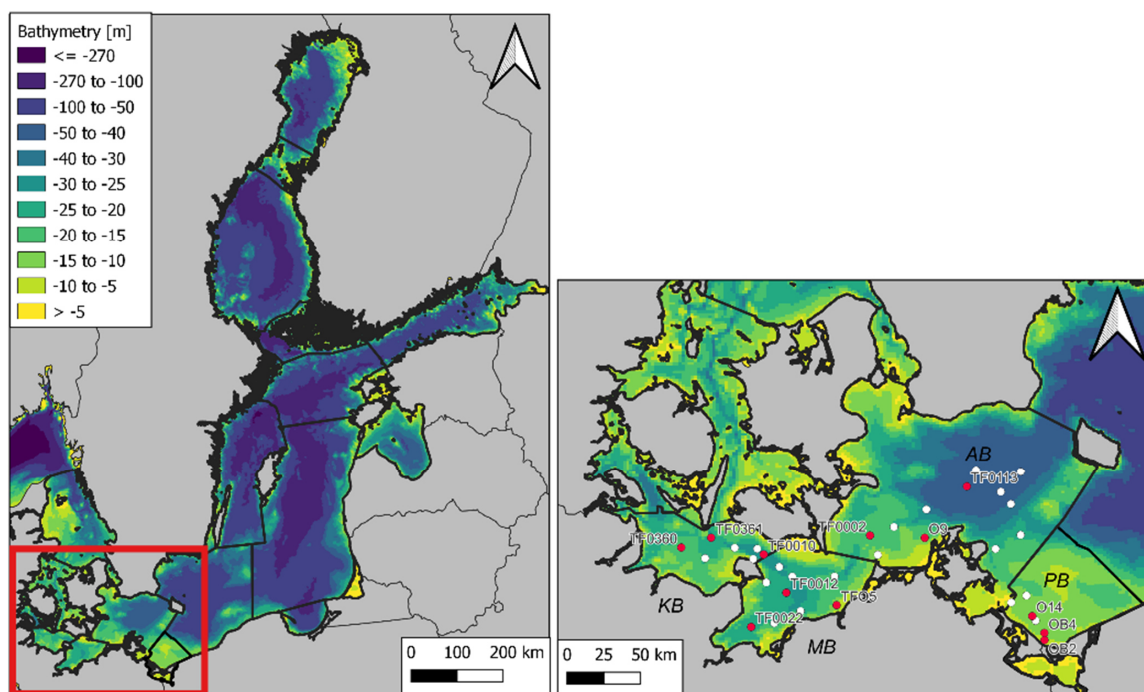 Bathymetry [m]
<= -270
-270 to -100
-100 to -50
-50 to -40
-40 to -30
-30 to -25
-25 to -20
-20 to -15
-15 to -10
-10 to -5
> -5
0 100 200 km
AB
TF0113
TF0361
TF0002
O9
TF0360
TF0010
PB
TF0012
KB
TFO5
O14
TF0022
OB4
MB
OB2
0 25 50 km